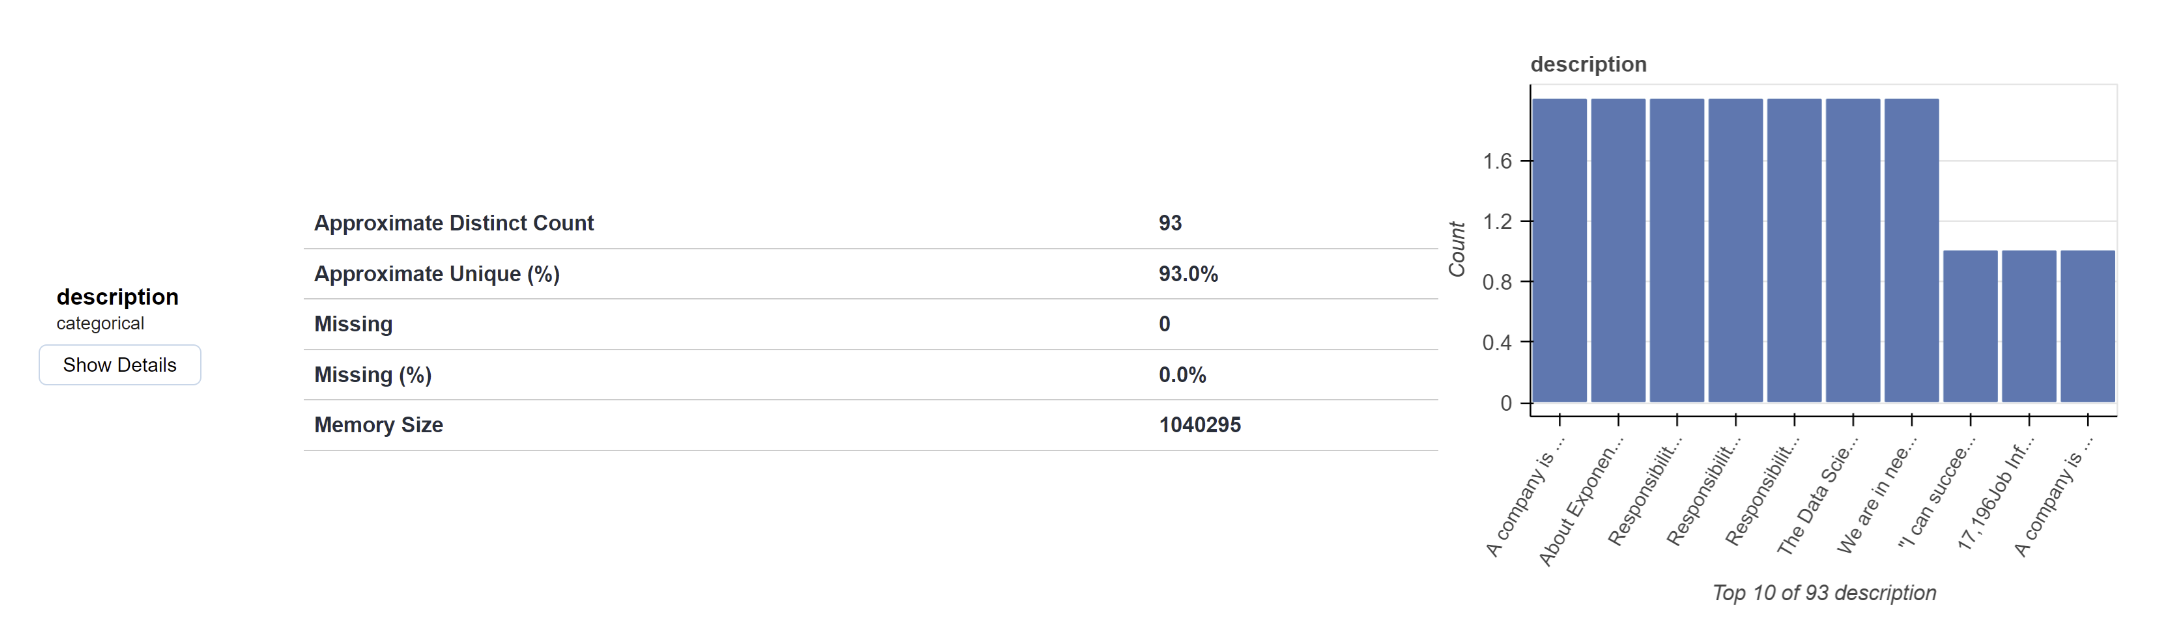 description
categorical
Show Details
Approximate Distinct Count 93
Approximate Unique (%) 93.0%
Missing 0
Missing (%) 0.0%
Memory Size 1040295
description
Count
1.6
1.2
0.8
0.4
0
A company is ...
About Exponen...
Responsibilit...
Responsibilit...
Responsibilit...
The Data Scie...
We are in nee...
"I can succee...
17,196Job Inf...
A company is ...
Top 10 of 93 description